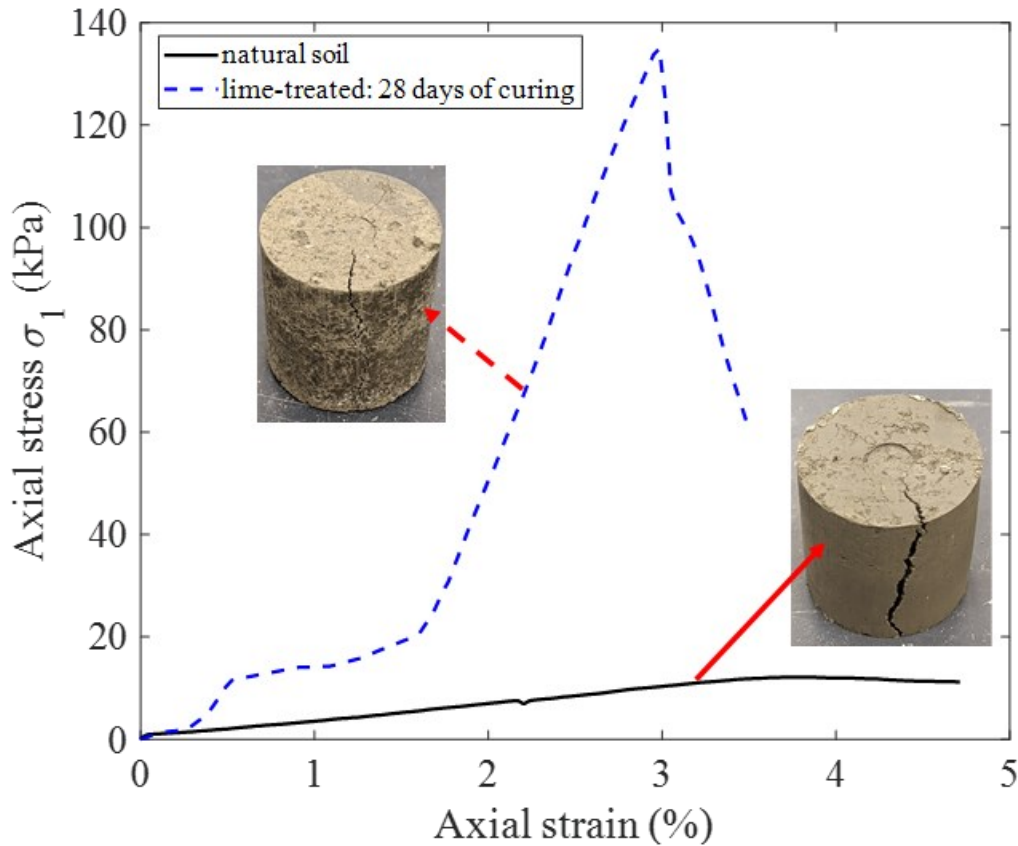 natural soil
lime-treated: 28 days of curing
Axial stress σ1 (kPa)
140
120
100
80
60
40
20
0
0 1 2 3 4 5
Axial strain (%)